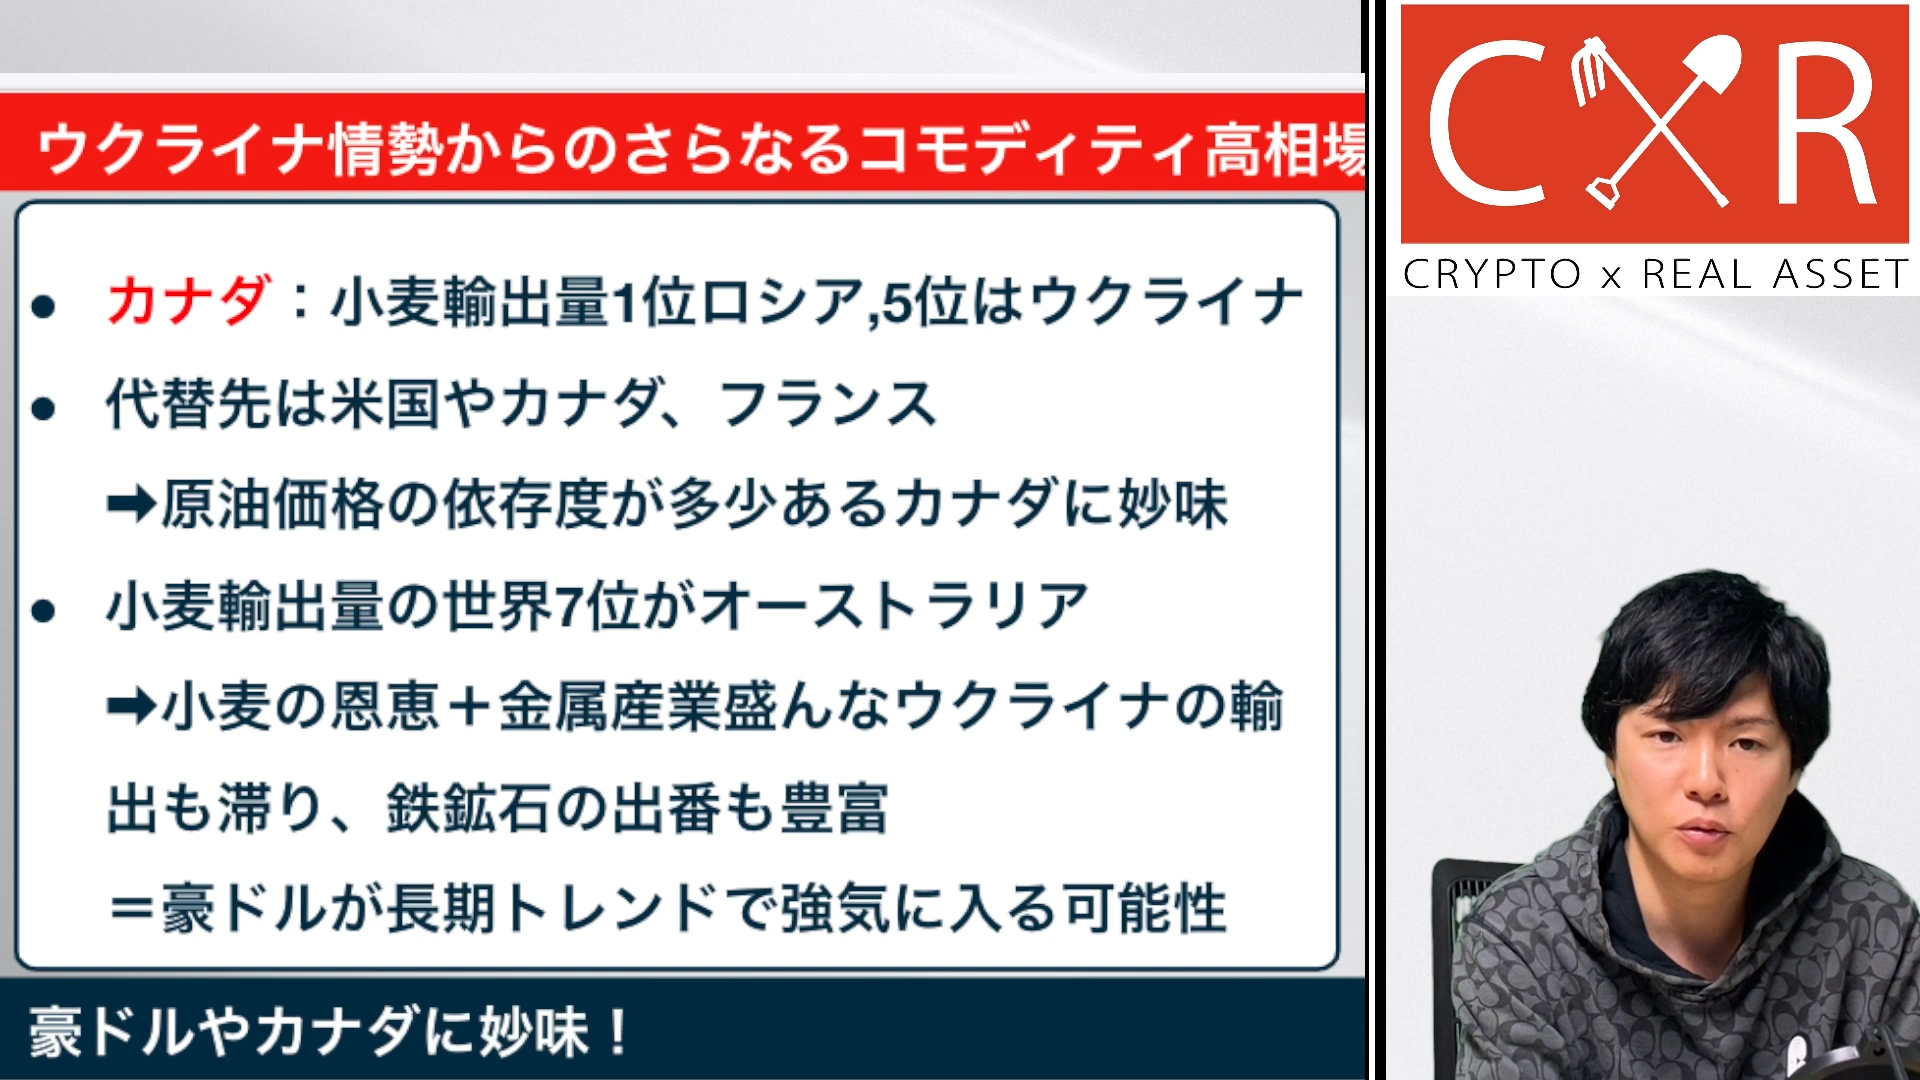 ウクライナ情勢からのさらなるコモディティ高相場
● カナダ：小麦輸出量1位ロシア,5位はウクライナ
● 代替先は米国やカナダ、フランス
➡原油価格の依存度が多少あるカナダに妙味
● 小麦輸出量の世界7位がオーストラリア
➡小麦の恩恵＋金属産業盛んなウクライナの輸
出も滞り、鉄鉱石の出番も豊富
＝豪ドルが長期トレンドで強気に入る可能性
豪ドルやカナダに妙味！
CXR
CRYPTO x REAL ASSET